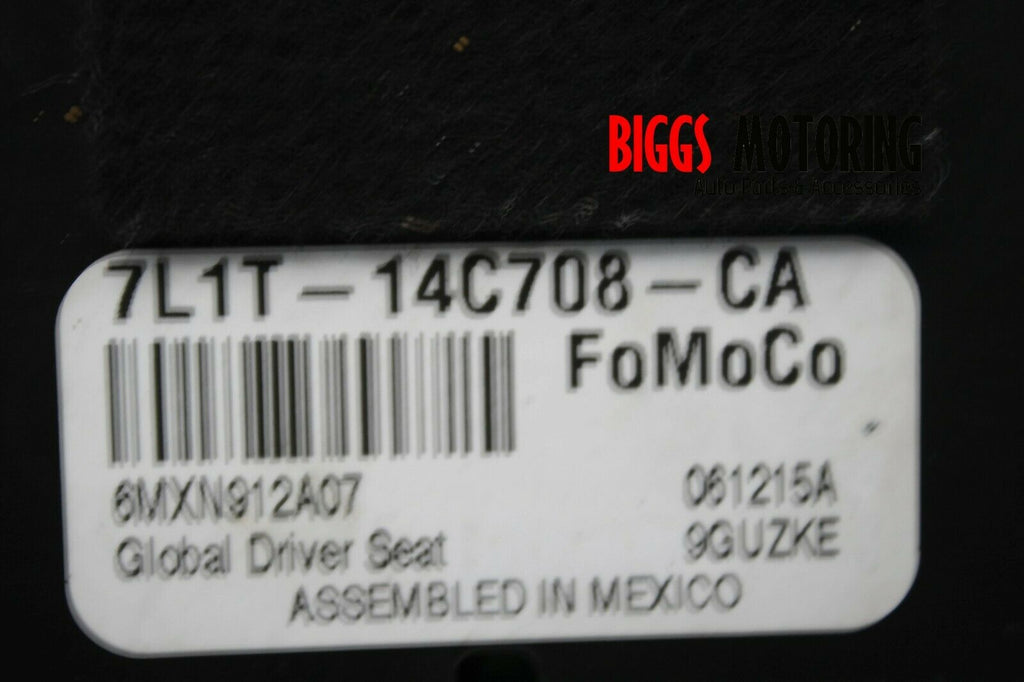 BIGGS MOTORING
Auto Parts & Accessories
7L1T-14C708-CA
FoMoCo
6MXN912A07
061215A
Global Driver Seat
9GUZKE
ASSEMBLED IN MEXICO